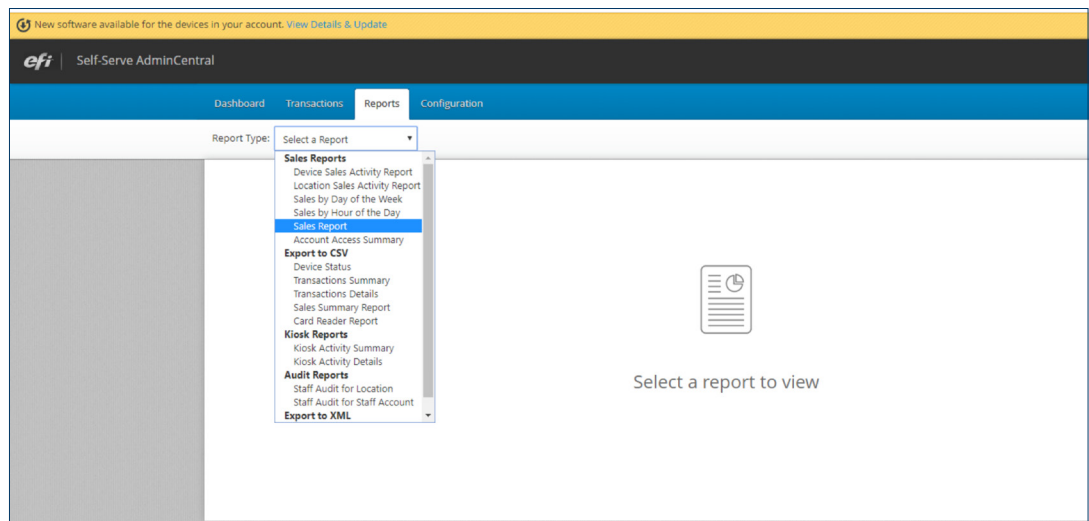 New software available for the devices in your account. View Details & Update
efi | Self-Serve AdminCentral
Dashboard Transactions Reports Configuration
Report Type: Select a Report
Sales Reports
Device Sales Activity Report
Location Sales Activity Report
Sales by Day of the Week
Sales by Hour of the Day
Sales Report
Account Access Summary
Export to CSV
Device Status
Transactions Summary
Transactions Details
Sales Summary Report
Card Reader Report
Kiosk Reports
Kiosk Activity Summary
Kiosk Activity Details
Audit Reports
Staff Audit for Location
Staff Audit for Staff Account
Export to XML
Select a report to view